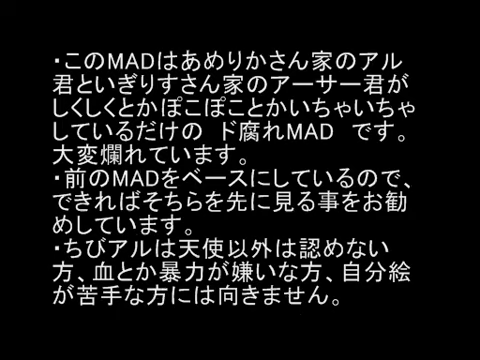 ・このMADはあめりかさん家のアル
君といぎりすさん家のアーサー君が
しくしくとかぽこぽことかいちゃいちゃ
しているだけの　ド腐れMAD　です。
大変爛れています。
・前のMADをベースにしているので、
できればそちらを先に見る事をお勧
めしています。
・ちびアルは天使以外は認めない
方、血とか暴力が嫌いな方、自分絵
が苦手な方には向きません。